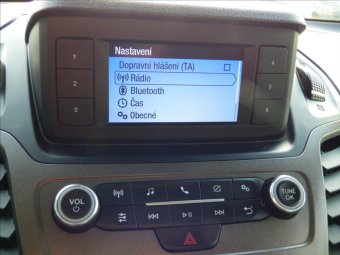 Nastavení
Dopravní hlášení (TA)
Rádio
Bluetooth
Čas
Obecné
1
2
3
4
5
6
VOL
TUNE
OK